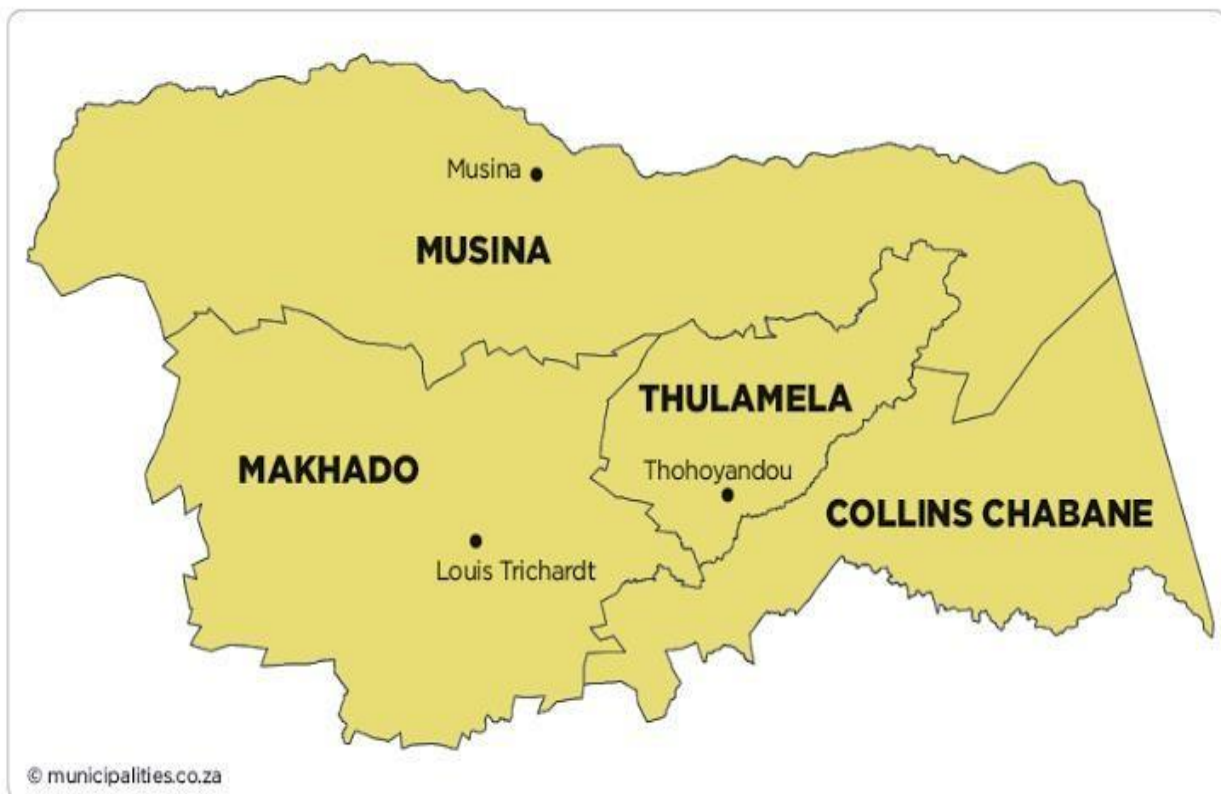 Musina
MUSINA
THULAMELA
MAKHADO
Thohoyandou
COLLINS CHABANE
Louis Trichardt
© municipalities.co.za